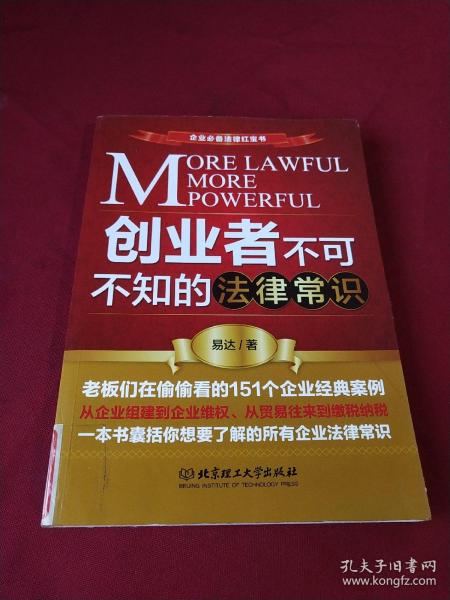 企业必备法律红宝书
MORE LAWFUL
MORE
POWERFUL
创业者不可
不知的法律常识
易达/著
老板们在偷偷看的151个企业经典案例
从企业组建到企业维权、从贸易往来到缴税纳税
一本书囊括你想要了解的所有企业法律常识
北京理工大学出版社
BEIJING INSTITUTE OF TECHNOLOGY PRESS
孔夫子旧书网
www.kongfz.com